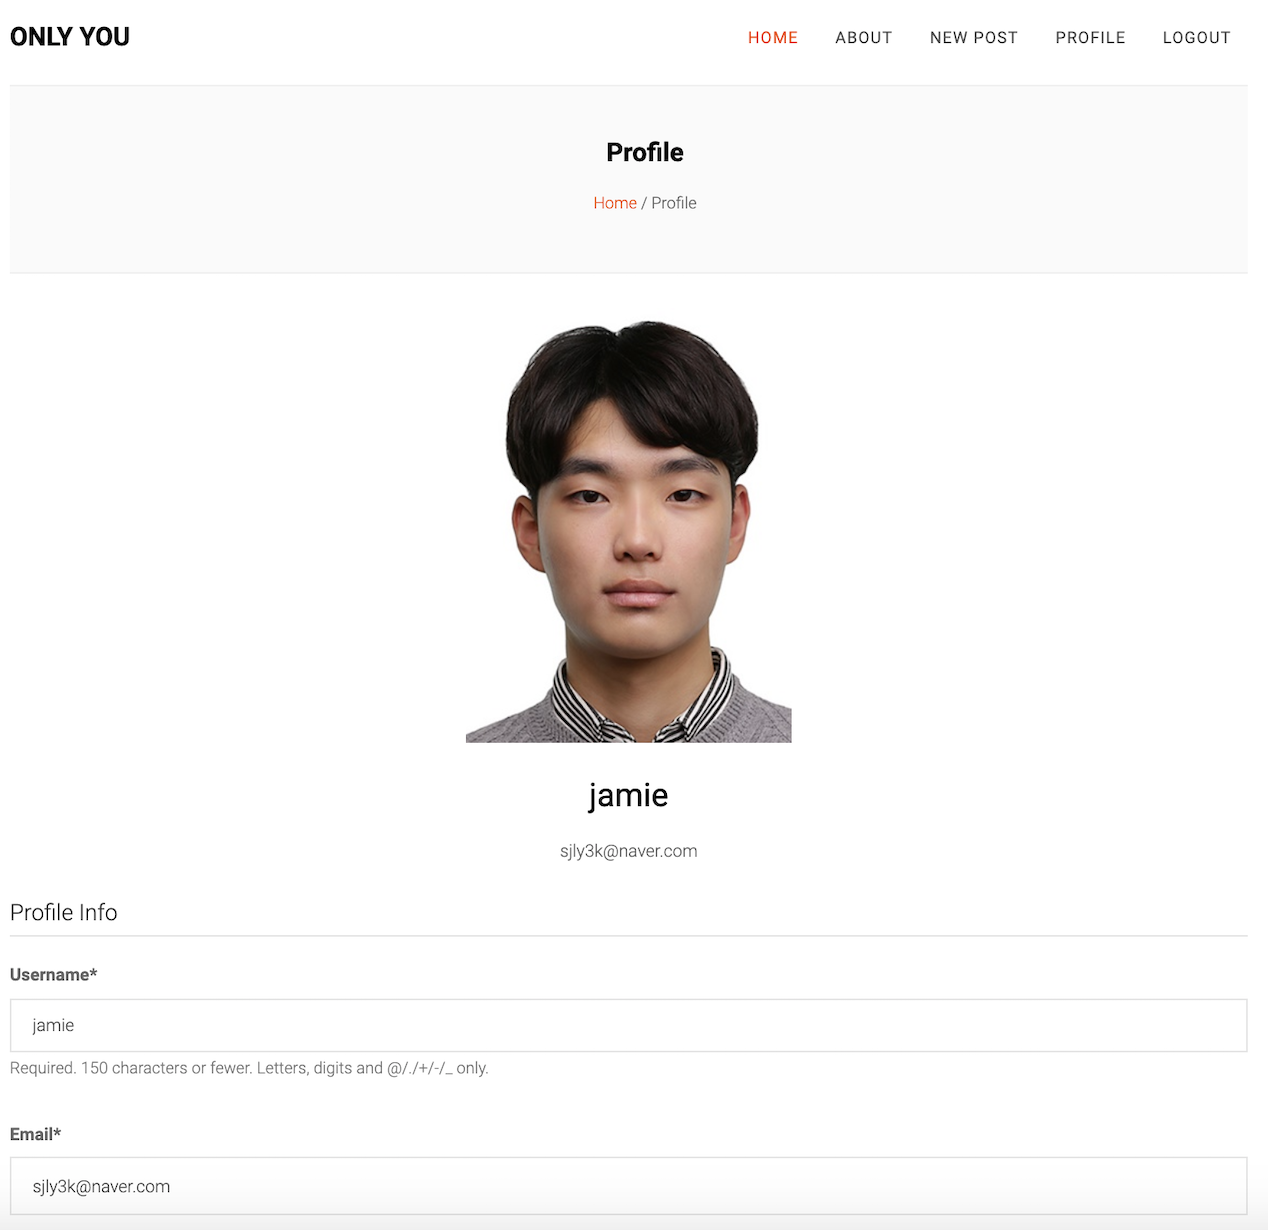 ONLY YOU
HOME ABOUT NEW POST PROFILE LOGOUT
Profile
Home / Profile
jamie
sjly3k@naver.com
Profile Info
Username*
jamie
Required. 150 characters or fewer. Letters, digits and @/./+/-/_ only.
Email*
sjly3k@naver.com